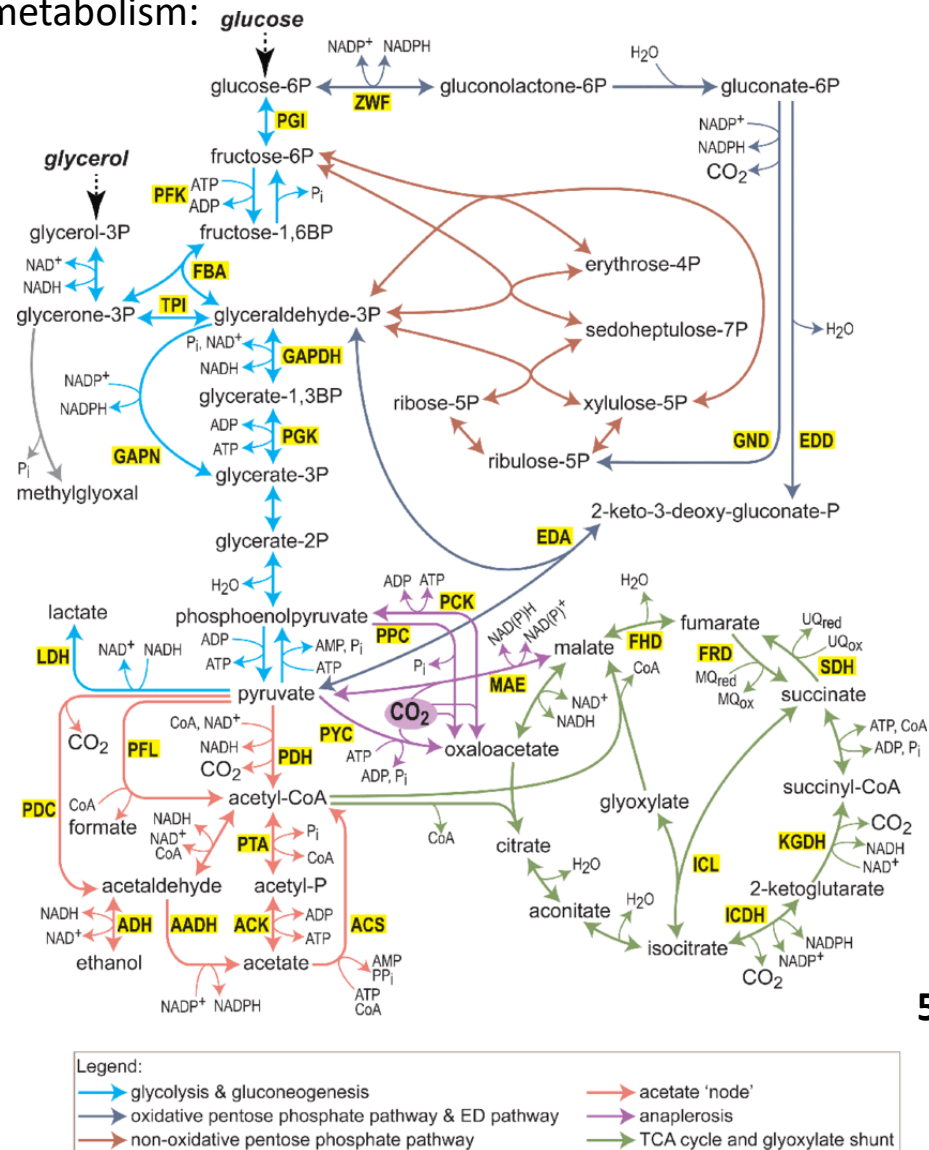 metabolism:
glucose
NADP+ NADPH
H2O
glucose-6P
gluconolactone-6P
gluconate-6P
ZWF
PGI
NADP+
NADPH
CO2
fructose-6P
glycerol
PFK
ATP
ADP
Pi
glycerol-3P
fructose-1,6BP
NAD+
NADH
FBA
erythrose-4P
TPI
glycerone-3P
glyceraldehyde-3P
sedoheptulose-7P
H2O
Pi, NAD+
NADH
GAPDH
NADP+
NADPH
glycerate-1,3BP
ribose-5P
xylulose-5P
ADP
ATP
PGK
GND
EDD
GAPN
Pi
glycerate-3P
ribulose-5P
methylglyoxal
2-keto-3-deoxy-gluconate-P
glycerate-2P
EDA
H2O
ADP ATP
PCK
H2O
lactate
phosphoenolpyruvate
PPC
NAD(P)H
NAD(P)+
fumarate
UQred
UQox
LDH
NAD+ NADH
ADP
ATP
AMP, Pi
ATP
Pi
malate
FHD
FRD
SDH
CoA
MQred
MQox
MAE
pyruvate
succinate
CO2
NAD+
NADH
CO2
PFL
CoA, NAD+
NADH
CO2
PDH
PYC
ATP
ADP, Pi
oxaloacetate
ATP, CoA
ADP, Pi
succinyl-CoA
PDC
CoA
formate
acetyl-CoA
glyoxylate
CoA
citrate
CO2
NADH
NAD+
KGDH
NADH
NAD+
CoA
PTA
Pi
CoA
H2O
ICL
acetaldehyde
acetyl-P
2-ketoglutarate
aconitate
H2O
ICDH
NADH
NAD+
ADH
AADH
ACK
ADP
ATP
ACS
NADPH
NADP+
isocitrate
CO2
ethanol
acetate
AMP
PPi
NADP+ NADPH
ATP
CoA
5
Legend:
glycolysis & gluconeogenesis
oxidative pentose phosphate pathway & ED pathway
non-oxidative pentose phosphate pathway
acetate 'node'
anaplerosis
TCA cycle and glyoxylate shunt